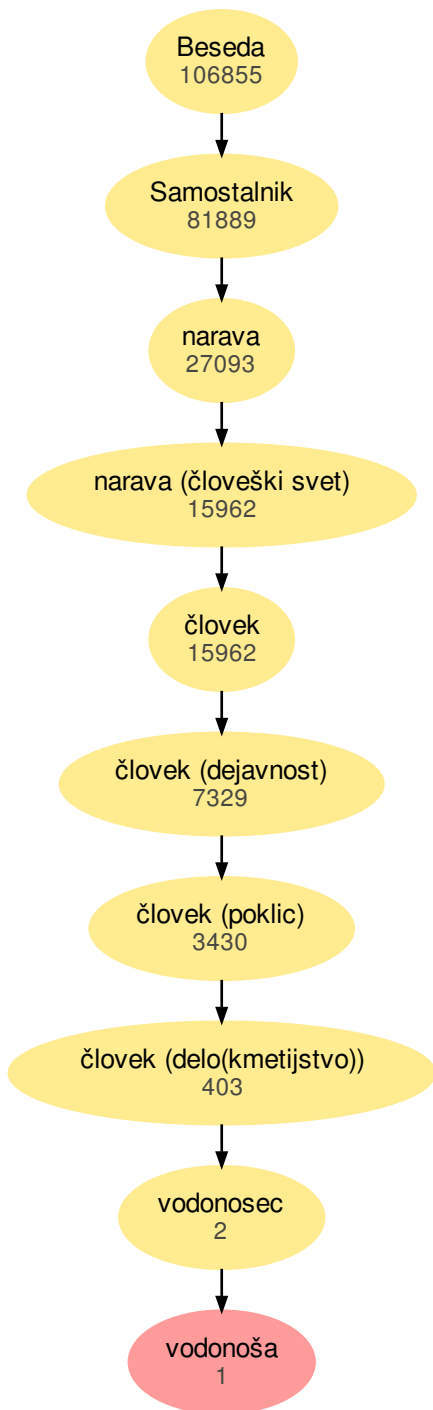 Beseda
106855
Samostalnik
81889
narava
27093
narava (človeški svet)
15962
človek
15962
človek (dejavnost)
7329
človek (poklic)
3430
človek (delo(kmetijstvo))
403
vodonosec
2
vodonoša
1